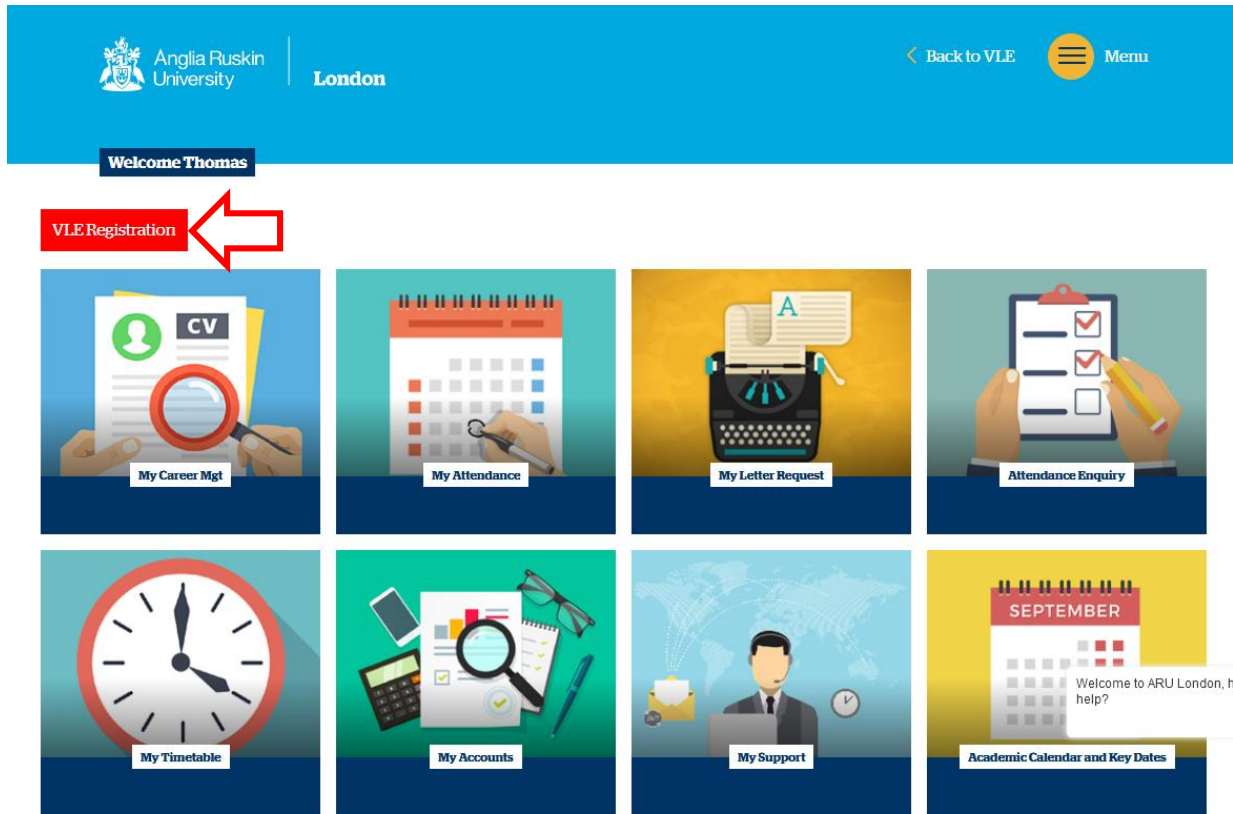 Anglia Ruskin
University
London
Back to VLE
Menu
Welcome Thomas
VLE Registration
CV
A
My Career Mgt
My Attendance
My Letter Request
Attendance Enquiry
SEPTEMBER
Welcome to ARU London, h
help?
My Timetable
My Accounts
My Support
Academic Calendar and Key Dates